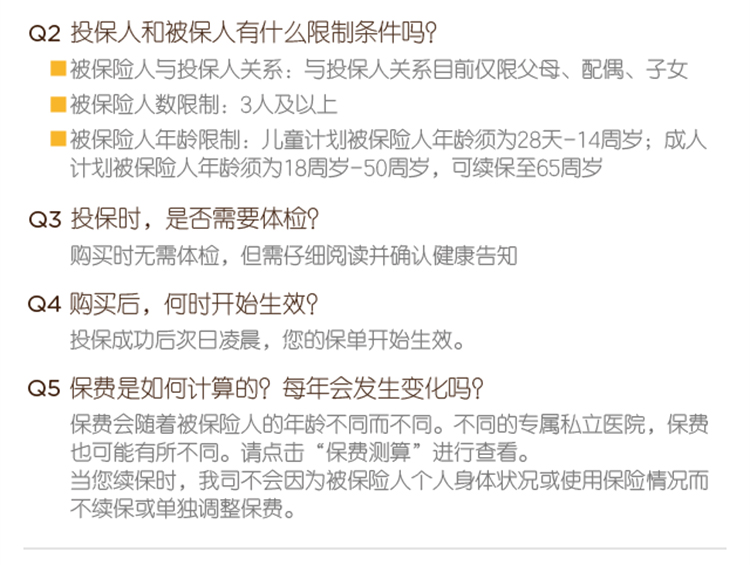 Q2 投保人和被保人有什么限制条件吗？
被保险人与投保人关系：与投保人关系目前仅限父母、配偶、子女
被保险人数限制：3人及以上
被保险人年龄限制：儿童计划被保险人年龄须为28天-14周岁；成人
计划被保险人年龄须为18周岁-50周岁，可续保至65周岁
Q3 投保时，是否需要体检？
购买时无需体检，但需仔细阅读并确认健康告知
Q4 购买后，何时开始生效？
投保成功后次日凌晨，您的保单开始生效。
Q5 保费是如何计算的？每年会发生变化吗？
保费会随着被保险人的年龄不同而不同。不同的专属私立医院，保费
也可能有所不同。请点击“保费测算”进行查看。
当您续保时，我司不会因为被保险人个人身体状况或使用保险情况而
不续保或单独调整保费。